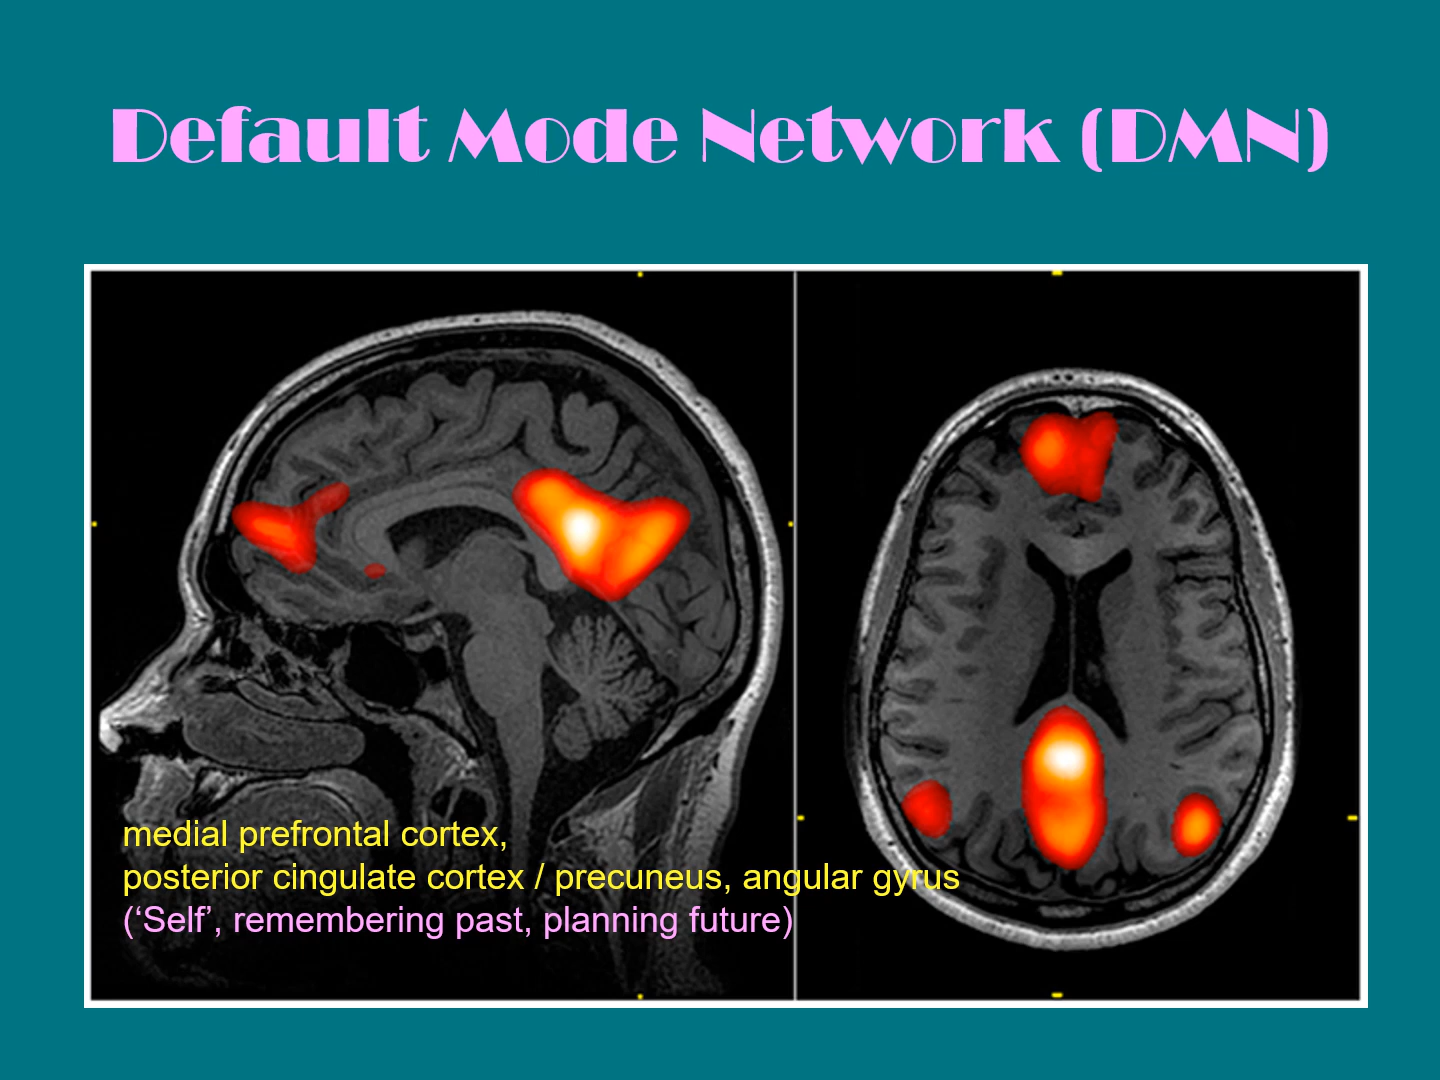 Default Mode Network (DMN)
medial prefrontal cortex,
posterior cingulate cortex / precuneus, angular gyrus
(‘Self’, remembering past, planning future)